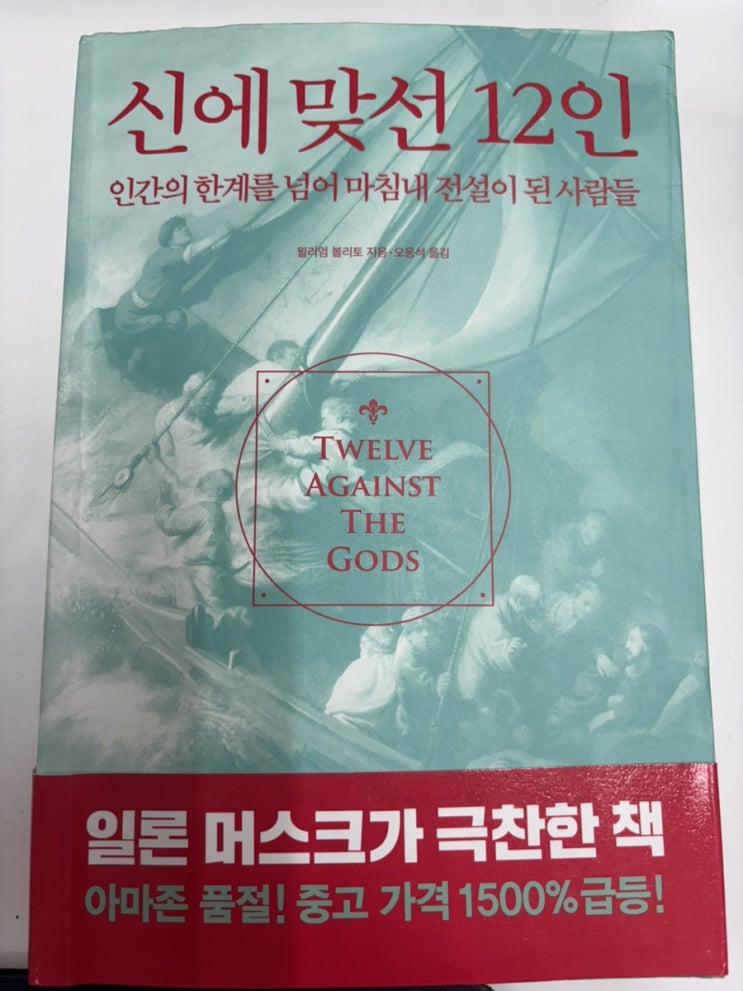 신에 맞선 12인
인간의 한계를 넘어 마침내 전설이 된 사람들
윌리엄 볼리토 지음·오웅석 옮김
TWELVE
AGAINST
THE
GODS
일론 머스크가 극찬한 책
아마존 품절! 중고 가격 1500% 급등!